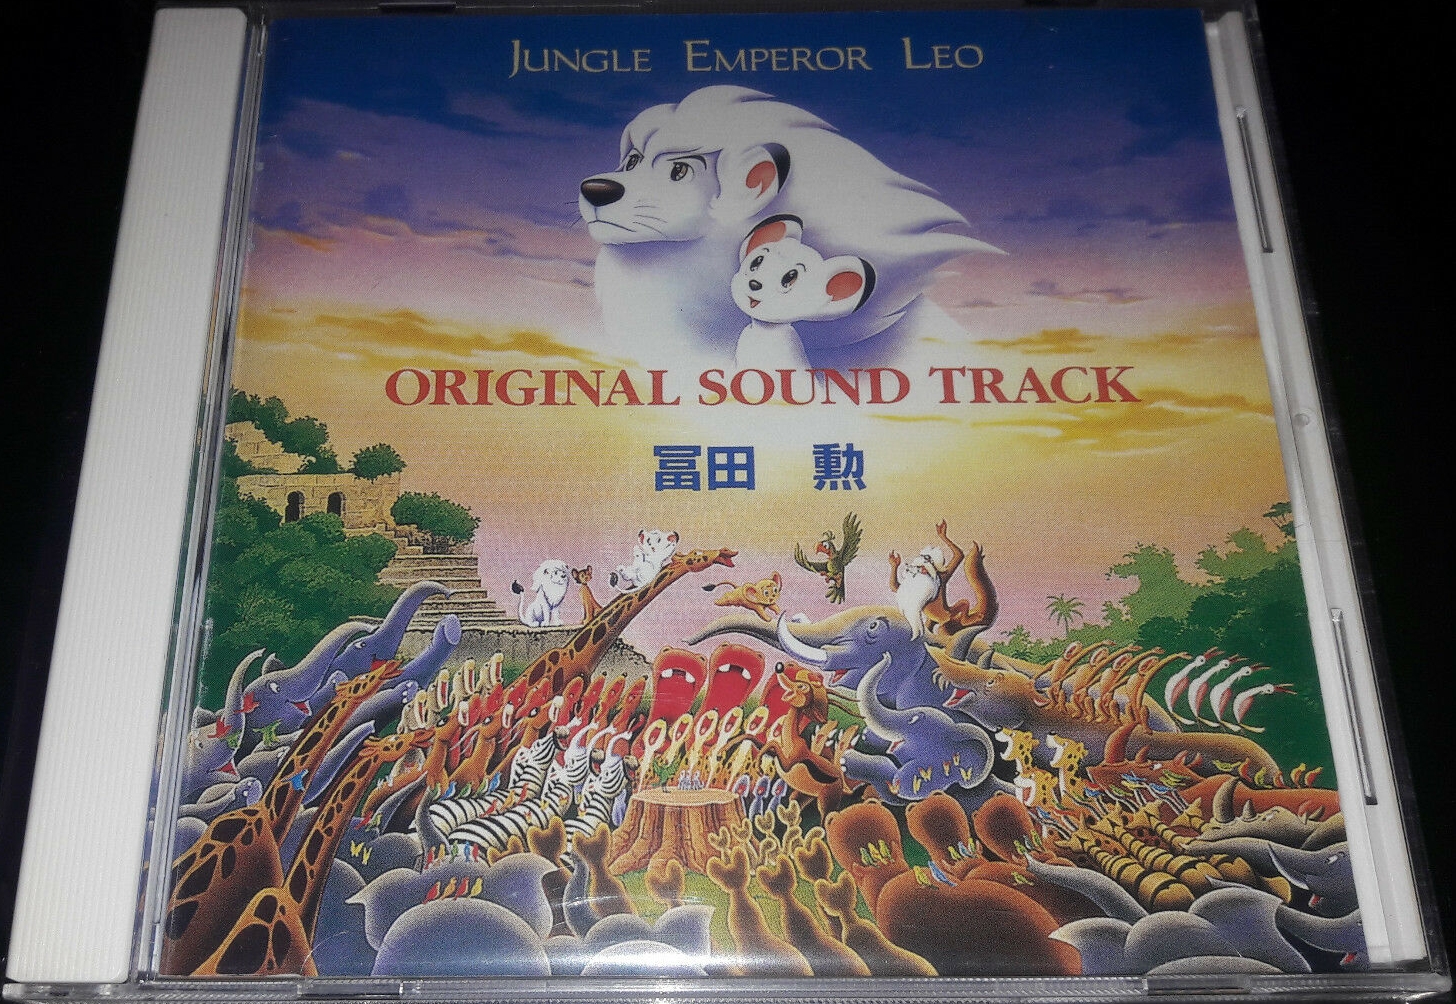 JUNGLE EMPEROR LEO
ORIGINAL SOUND TRACK
冨田 勲